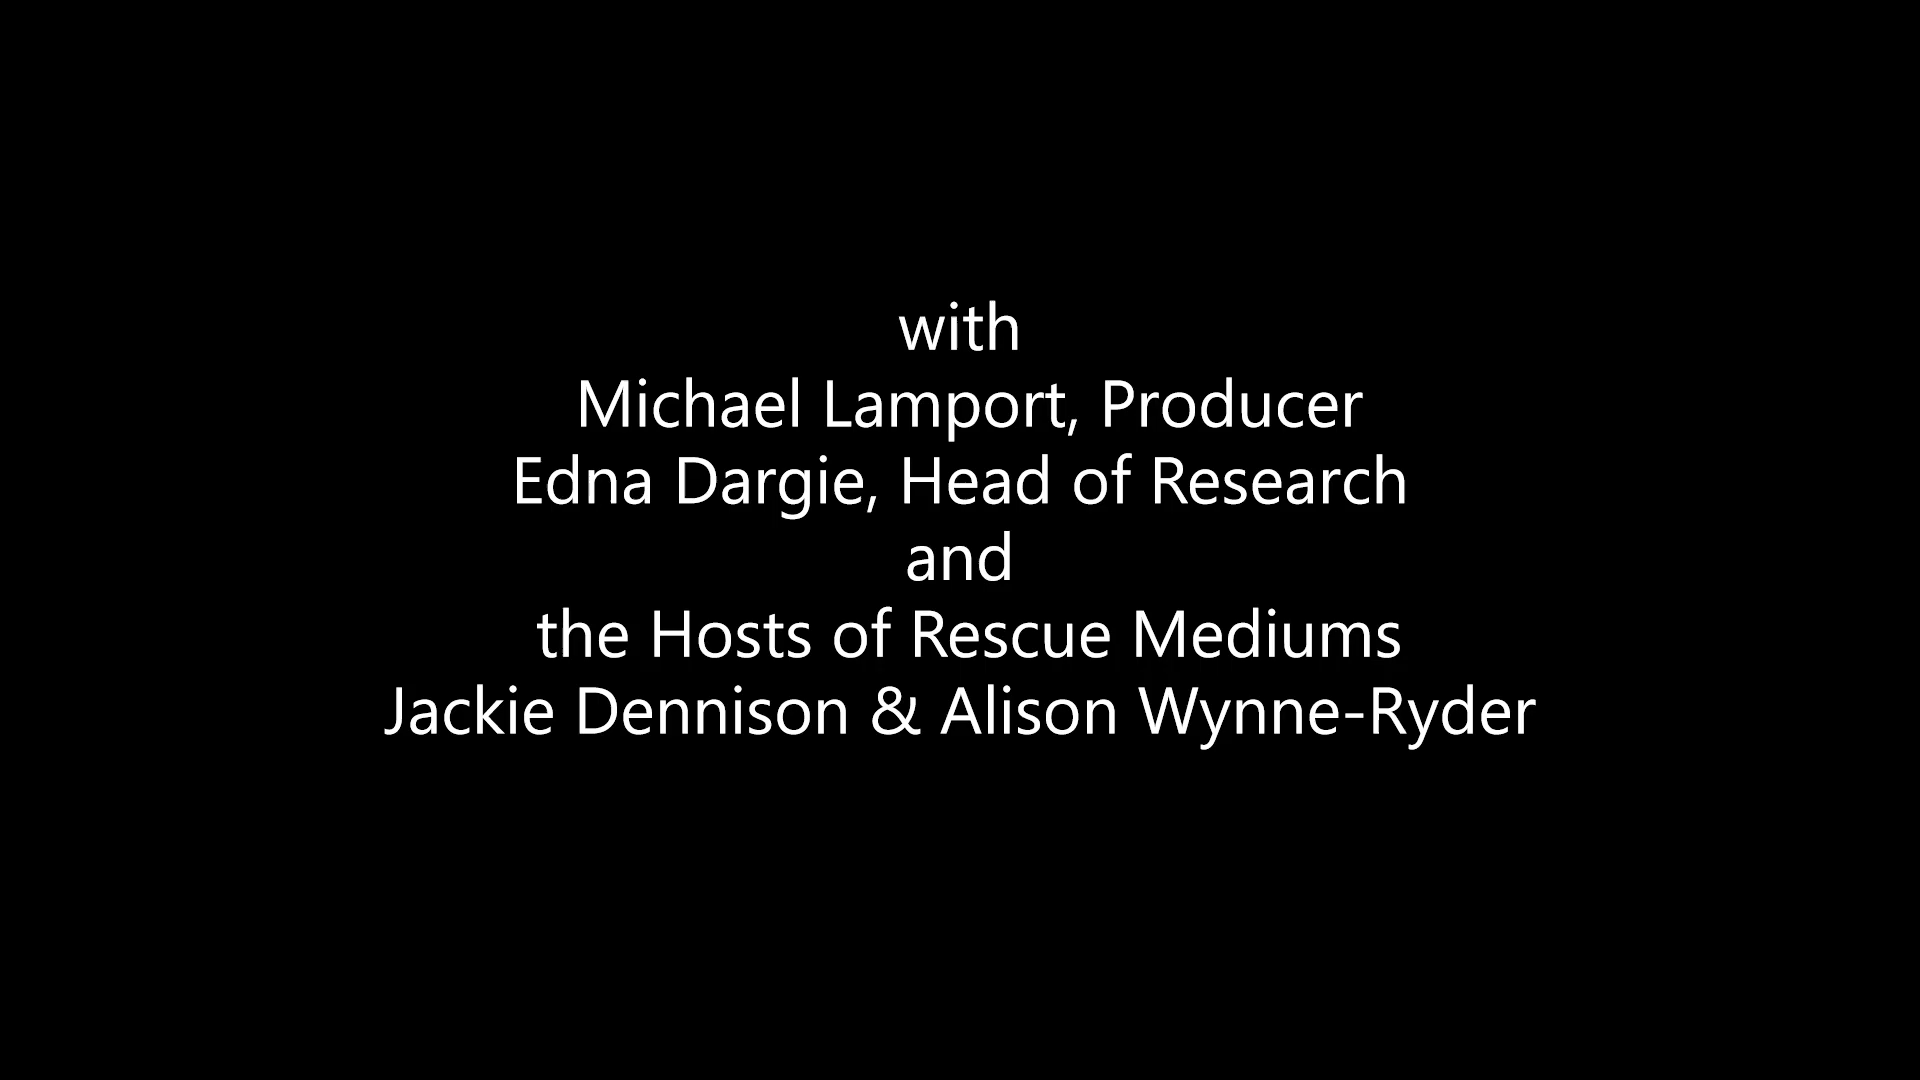 with
Michael Lamport, Producer
Edna Dargie, Head of Research
and
the Hosts of Rescue Mediums
Jackie Dennison & Alison Wynne-Ryder